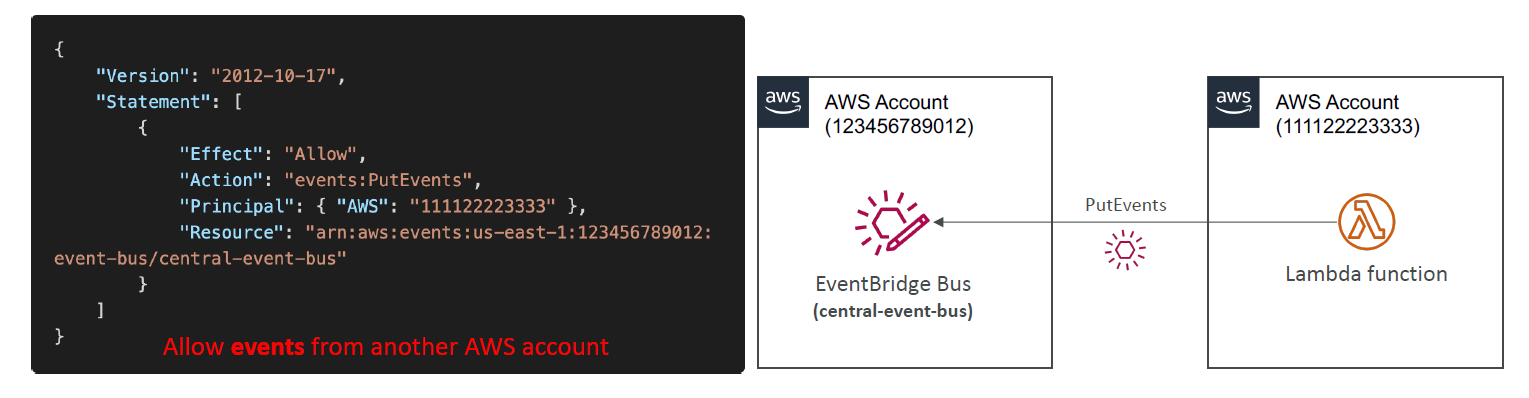 {
    "Version": "2012-10-17",
    "Statement": [
        {
            "Effect": "Allow",
            "Action": "events:PutEvents",
            "Principal": { "AWS": "111122223333" },
            "Resource": "arn:aws:events:us-east-1:123456789012:
event-bus/central-event-bus"
        }
    ]
}
Allow events from another AWS account
aws
AWS Account
(123456789012)
EventBridge Bus
(central-event-bus)
PutEvents
aws
AWS Account
(111122223333)
Lambda function